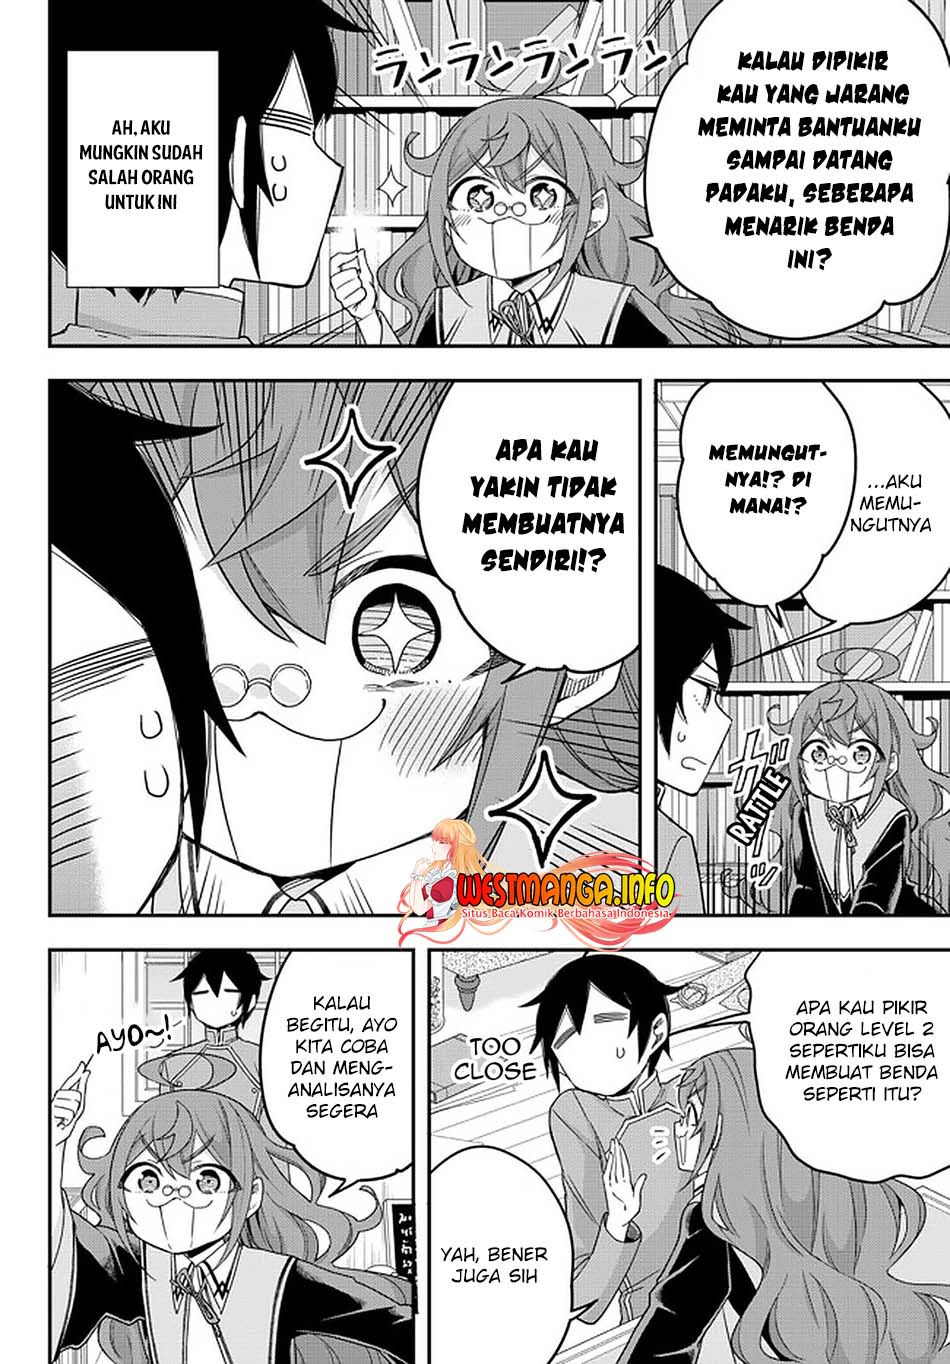 KALAU DIPIKIR
KAU YANG JARANG
MEMINTA BANTUANKU
SAMPAI DATANG
PADAKU, SEBERAPA
MENARIK BENDA
INI?
ランランランラン
AH, AKU
MUNGKIN SUDAH
SALAH ORANG
UNTUK INI
...AKU
MEMU-
NGUTNYA
MEMUNGUT-
NYA!? DI
MANA!?
RATTLE
APA KAU
YAKIN TIDAK
MEMBUATNYA
SENDIRI!?
WESTMANGA.INFO
Situs Baca Komik Berbahasa Indonesia
APA KAU PIKIR
ORANG LEVEL 2
SEPERTIKU BISA
MEMBUAT BENDA
SEPERTI ITU?
TOO
CLOSE
YAH, BENER
JUGA SIH
KALAU
BEGITU, AYO
KITA COBA
DAN MENG-
ANALISANYA
SEGERA
AYO~!